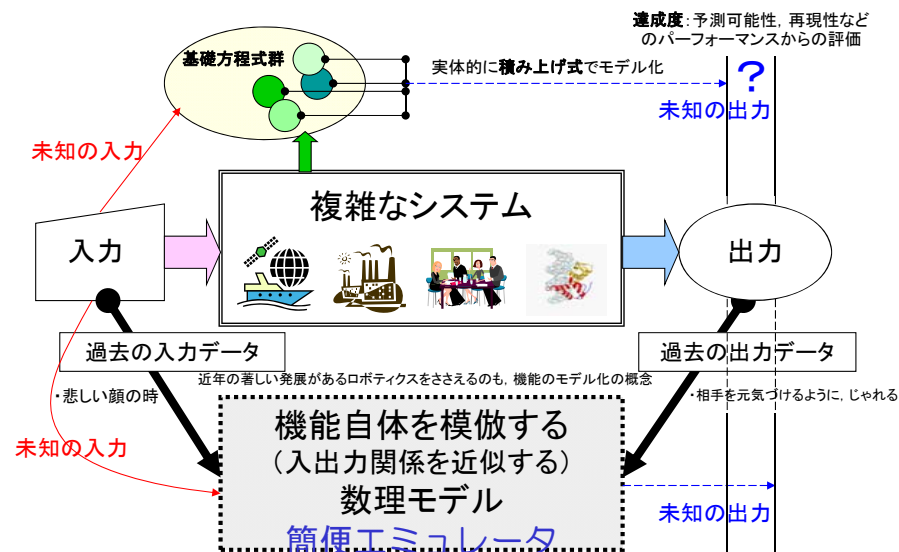 達成度:予測可能性, 再現性など
のパーフォーマンスからの評価
基礎方程式群
実体的に積み上げ式でモデル化
?
未知の出力
未知の入力
複雑なシステム
入力
出力
過去の入力データ
過去の出力データ
近年の著しい発展があるロボティクスをささえるのも, 機能のモデル化の概念
・悲しい顔の時
・相手を元気づけるように, じゃれる
機能自体を模倣する
(入出力関係を近似する)
未知の入力
数理モデル
未知の出力
簡便エミュレータ